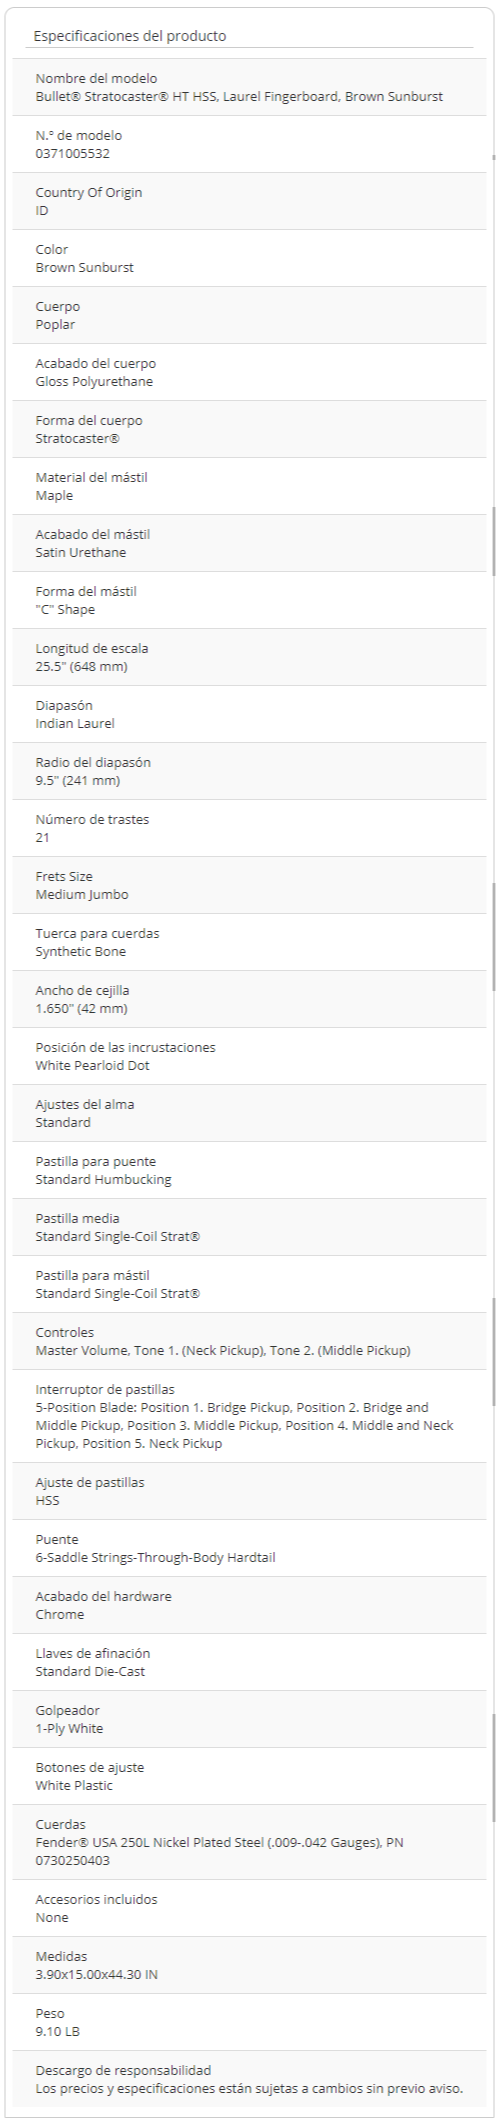 Especificaciones del producto
Nombre del modelo
Bullet® Stratocaster® HT HSS, Laurel Fingerboard, Brown Sunburst
N.º de modelo
0371005532
Country Of Origin
ID
Color
Brown Sunburst
Cuerpo
Poplar
Acabado del cuerpo
Gloss Polyurethane
Forma del cuerpo
Stratocaster®
Material del mástil
Maple
Acabado del mástil
Satin Urethane
Forma del mástil
"C" Shape
Longitud de escala
25.5" (648 mm)
Diapasón
Indian Laurel
Radio del diapasón
9.5" (241 mm)
Número de trastes
21
Frets Size
Medium Jumbo
Tuerca para cuerdas
Synthetic Bone
Ancho de cejilla
1.650" (42 mm)
Posición de las incrustaciones
White Pearloid Dot
Ajustes del alma
Standard
Pastilla para puente
Standard Humbucking
Pastilla media
Standard Single-Coil Strat®
Pastilla para mástil
Standard Single-Coil Strat®
Controles
Master Volume, Tone 1. (Neck Pickup), Tone 2. (Middle Pickup)
Interruptor de pastillas
5-Position Blade: Position 1. Bridge Pickup, Position 2. Bridge and
Middle Pickup, Position 3. Middle Pickup, Position 4. Middle and Neck
Pickup, Position 5. Neck Pickup
Ajuste de pastillas
HSS
Puente
6-Saddle Strings-Through-Body Hardtail
Acabado del hardware
Chrome
Llaves de afinación
Standard Die-Cast
Golpeador
1-Ply White
Botones de ajuste
White Plastic
Cuerdas
Fender® USA 250L Nickel Plated Steel (.009-.042 Gauges), PN
0730250403
Accesorios incluidos
None
Medidas
3.90x15.00x44.30 IN
Peso
9.10 LB
Descargo de responsabilidad
Los precios y especificaciones están sujetas a cambios sin previo aviso.